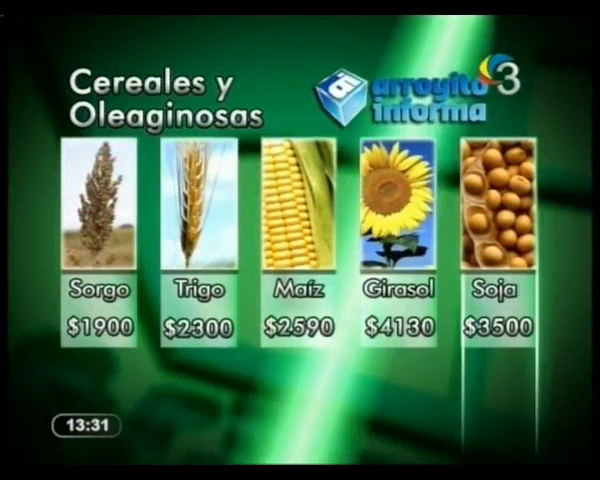 Cereales y
Oleaginosas
arroyito
informa
3
Sorgo
Trigo
Maíz
Girasol
Soja
$1900
$2300
$2590
$4130
$3500
13:31